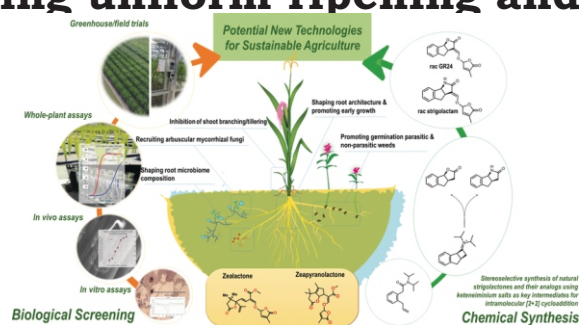 ing uniform ripening and
Greenhouse/field trials
Potential New Technologies
for Sustainable Agriculture
rac GR24
rac strigolactam
Whole-plant assays
Inhibition of shoot branching/tillering
Shaping root architecture &
promoting early growth
Recruiting arbuscular mycorrhizal fungi
Promoting germination parasitic &
non-parasitic weeds
Shaping root microbiome
composition
In vivo assays
In vitro assays
Zealactone
Zeapyranolactone
Stereoselective synthesis of natural
strigolactones and their analogs using
keteneiminium salts as key intermediates for
intramolecular [2+2] cycloaddition
Biological Screening
Chemical Synthesis